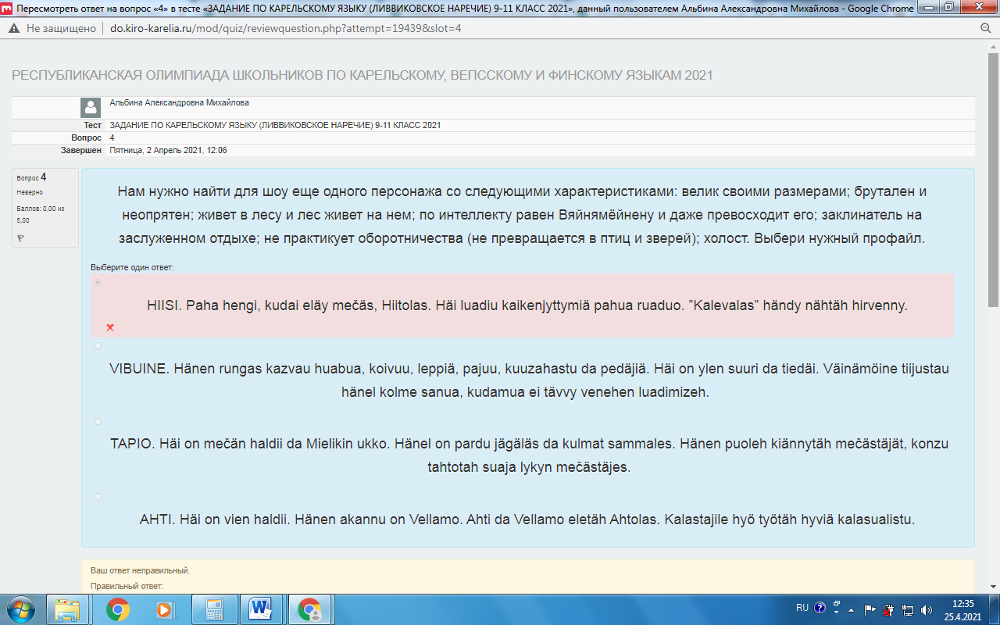 Пересмотреть ответ на вопрос «4» в тесте «ЗАДАНИЕ ПО КАРЕЛЬСКОМУ ЯЗЫКУ (ЛИВВИКОВСКОЕ НАРЕЧИЕ) 9-11 КЛАСС 2021», данный пользователем Альбина Александровна Михайлова - Google Chrome
Не защищено | do.kiro-karelia.ru/mod/quiz/reviewquestion.php?attempt=19439&slot=4
РЕСПУБЛИКАНСКАЯ ОЛИМПИАДА ШКОЛЬНИКОВ ПО КАРЕЛЬСКОМУ, ВЕПССКОМУ И ФИНСКОМУ ЯЗЫКАМ 2021
Альбина Александровна Михайлова
Тест ЗАДАНИЕ ПО КАРЕЛЬСКОМУ ЯЗЫКУ (ЛИВВИКОВСКОЕ НАРЕЧИЕ) 9-11 КЛАСС 2021
Вопрос 4
Завершен Пятница, 2 Апрель 2021, 12:06
Вопрос 4
Неверно
Баллов: 0,00 из
5,00
Нам нужно найти для шоу еще одного персонажа со следующими характеристиками: велик своими размерами; брутален и
неопрятен; живет в лесу и лес живет на нем; по интеллекту равен Вяйнямёйнену и даже превосходит его; заклинатель на
заслуженном отдыхе; не практикует оборотничества (не превращается в птиц и зверей); холост. Выбери нужный профайл.
Выберите один ответ:
HIISI. Paha hengi, kudai eläy mečäs, Hiitolas. Häi luadiu kaikenjyttymiä pahua ruaduo. ”Kalevalas” händy nähtäh hirvenny.
VIBUINE. Hänen rungas kazvau huabua, koivuu, leppiä, pajuu, kuuzahastu da pedäjiä. Häi on ylen suuri da tiedäi. Väinämöine tiijustau
hänel kolme sanua, kudamua ei tävvy venehen luadimizeh.
TAPIO. Häi on mečän haldii da Mielikin ukko. Hänel on pardu jägäläs da kulmat sammales. Hänen puoleh kiännytäh mečästäjät, konzu
tahtotah suaja lykyn mečästäjes.
AHTI. Häi on vien haldii. Hänen akannu on Vellamo. Ahti da Vellamo eletäh Ahtolas. Kalastajile hyö työtäh hyviä kalasualistu.
Ваш ответ неправильный.
Правильный ответ:
RU
12:35
25.4.2021